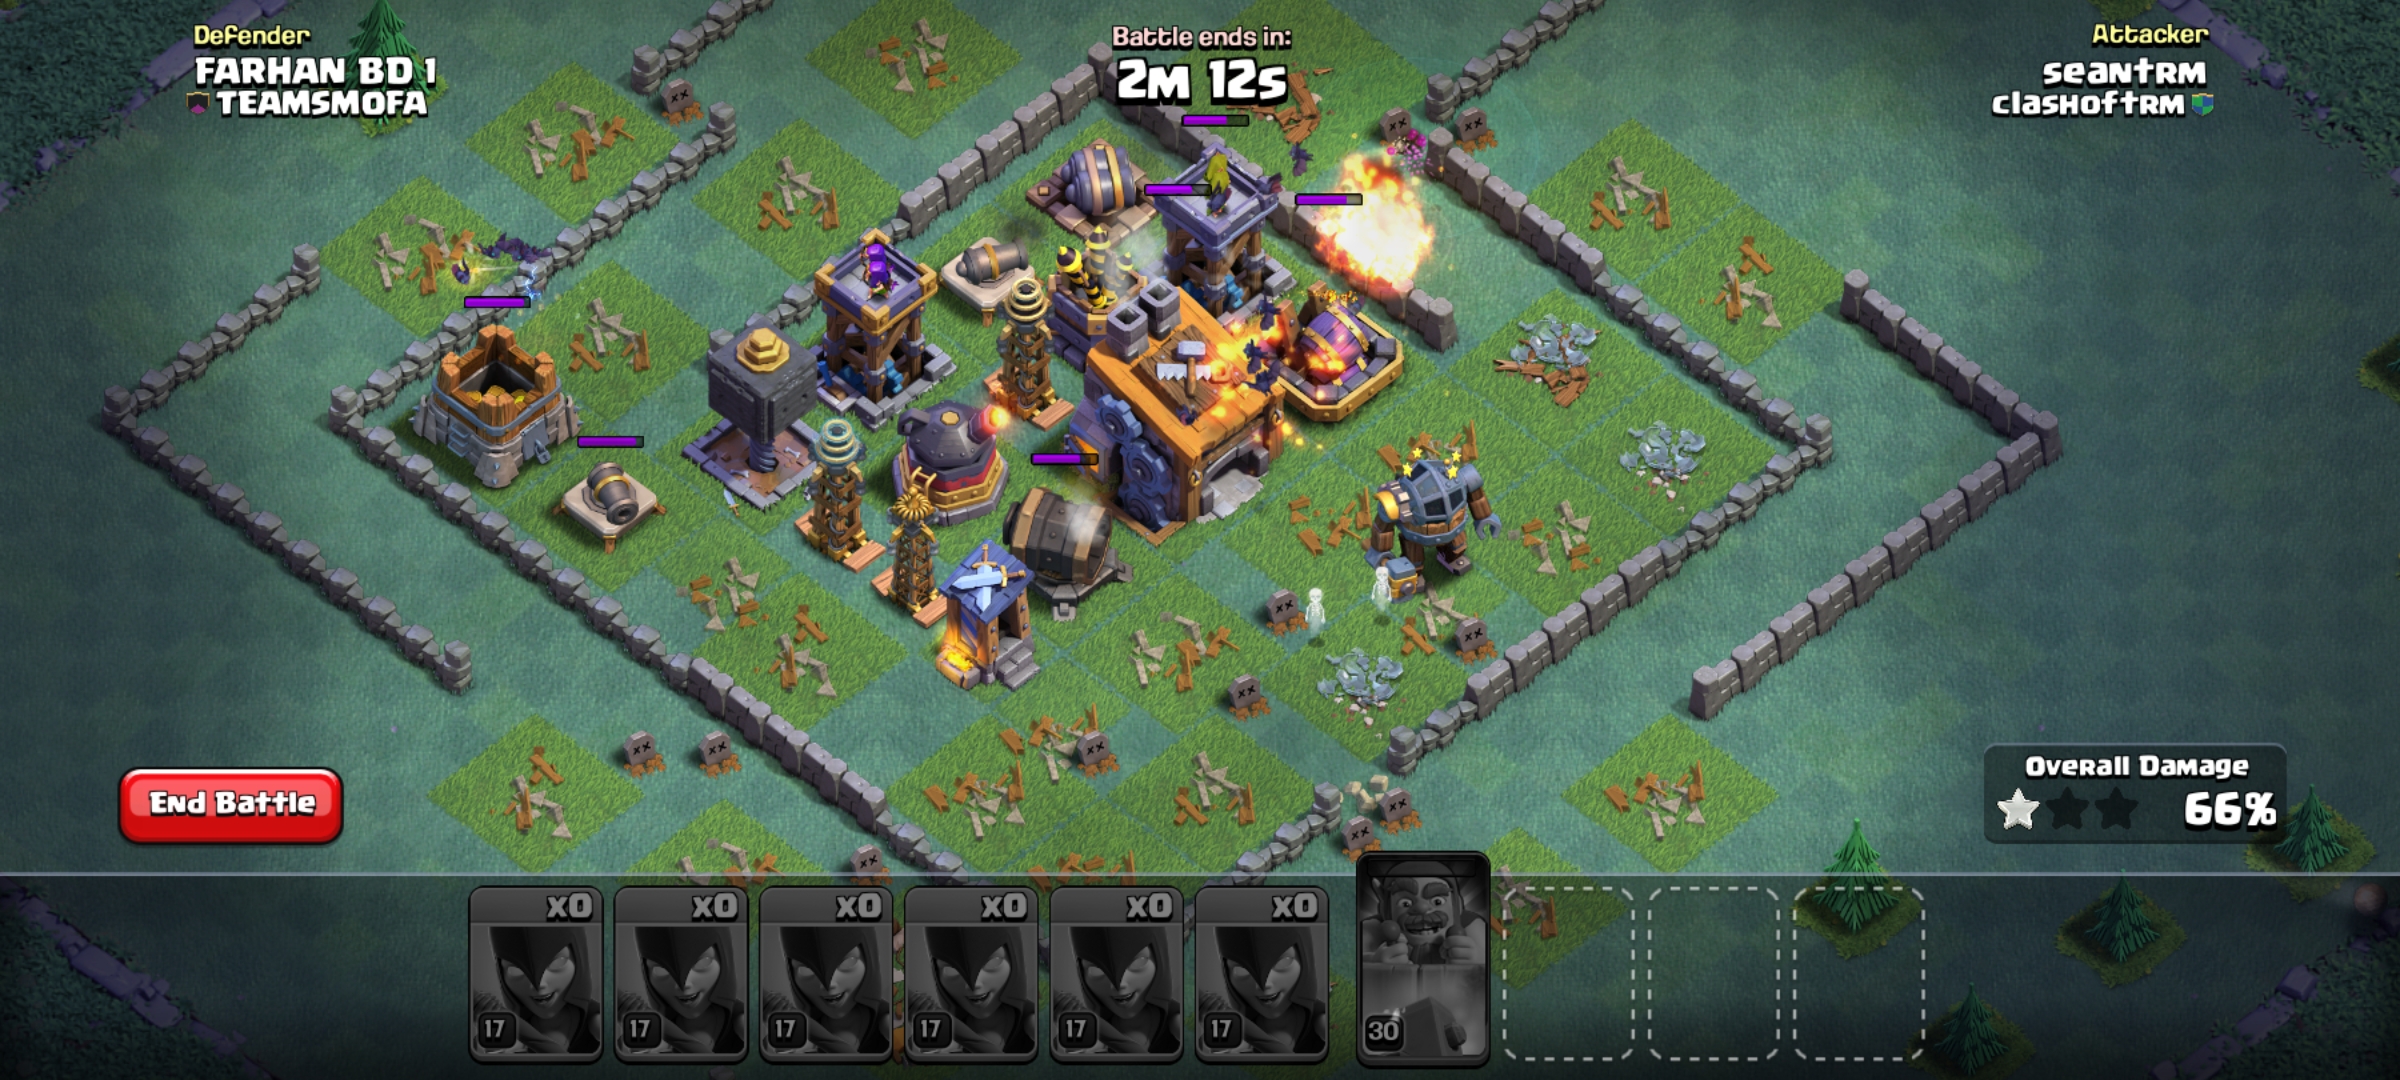 Defender
FARHAN BD 1
TEAMSMOFA
Battle ends in:
2M 12S
Attacker
seantRM
clashoftRM
End Battle
Overall Damage
66%
x0
x0
x0
x0
x0
x0
17
17
17
17
17
17
30